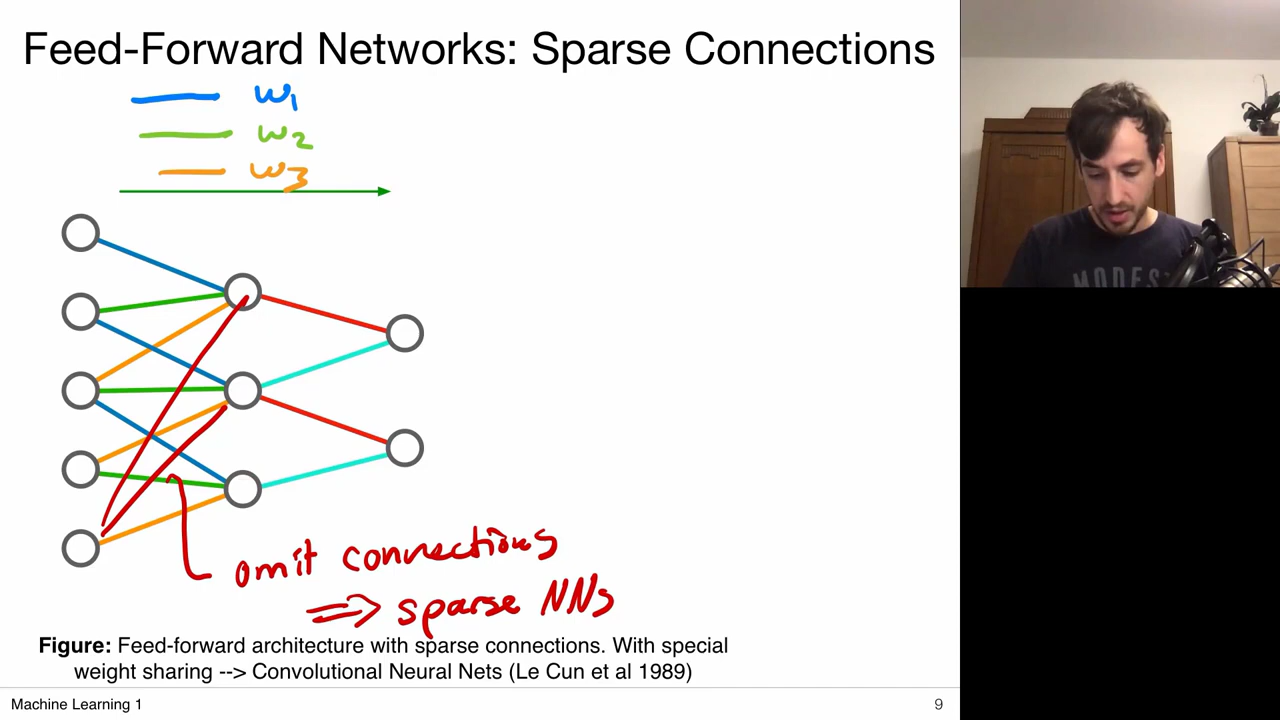 Feed-Forward Networks: Sparse Connections
w1
w2
w3
omit connections
=> sparse NNs
Figure: Feed-forward architecture with sparse connections. With special
weight sharing --> Convolutional Neural Nets (Le Cun et al 1989)
Machine Learning 1
9
MODEST